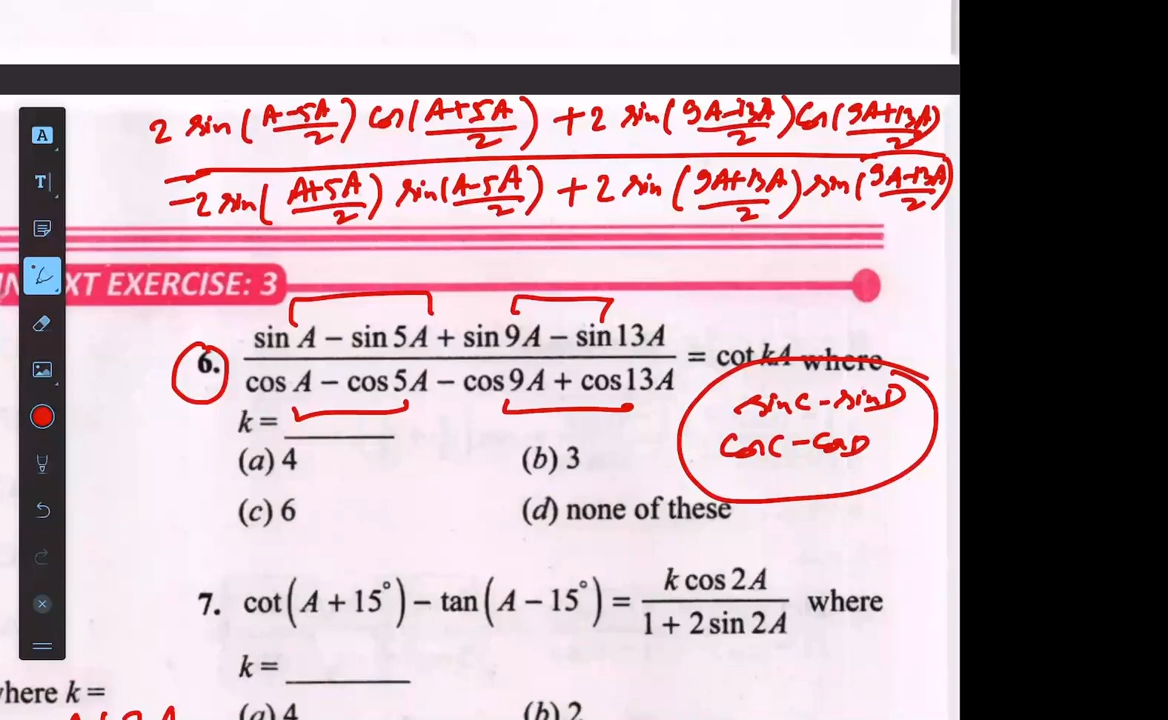 2 sin(A-5A/2) cos(A+5A/2) + 2 sin(9A-13A/2) cos(9A+13A/2)
-2 sin(A+5A/2) sin(A-5A/2) + 2 sin(9A+13A/2) sin(9A-13A/2)
XT EXERCISE: 3
6. sin A − sin 5A + sin 9A − sin 13A / cos A − cos 5A − cos 9A + cos 13A = cot kA where
sinC - sinD
cosC - cosD
k = ______
(a) 4 (b) 3
(c) 6 (d) none of these
7. cot(A + 15°) − tan(A − 15°) = k cos 2A / 1 + 2 sin 2A where
k = ______
(a) 4 (b) 2
here k =
A
T